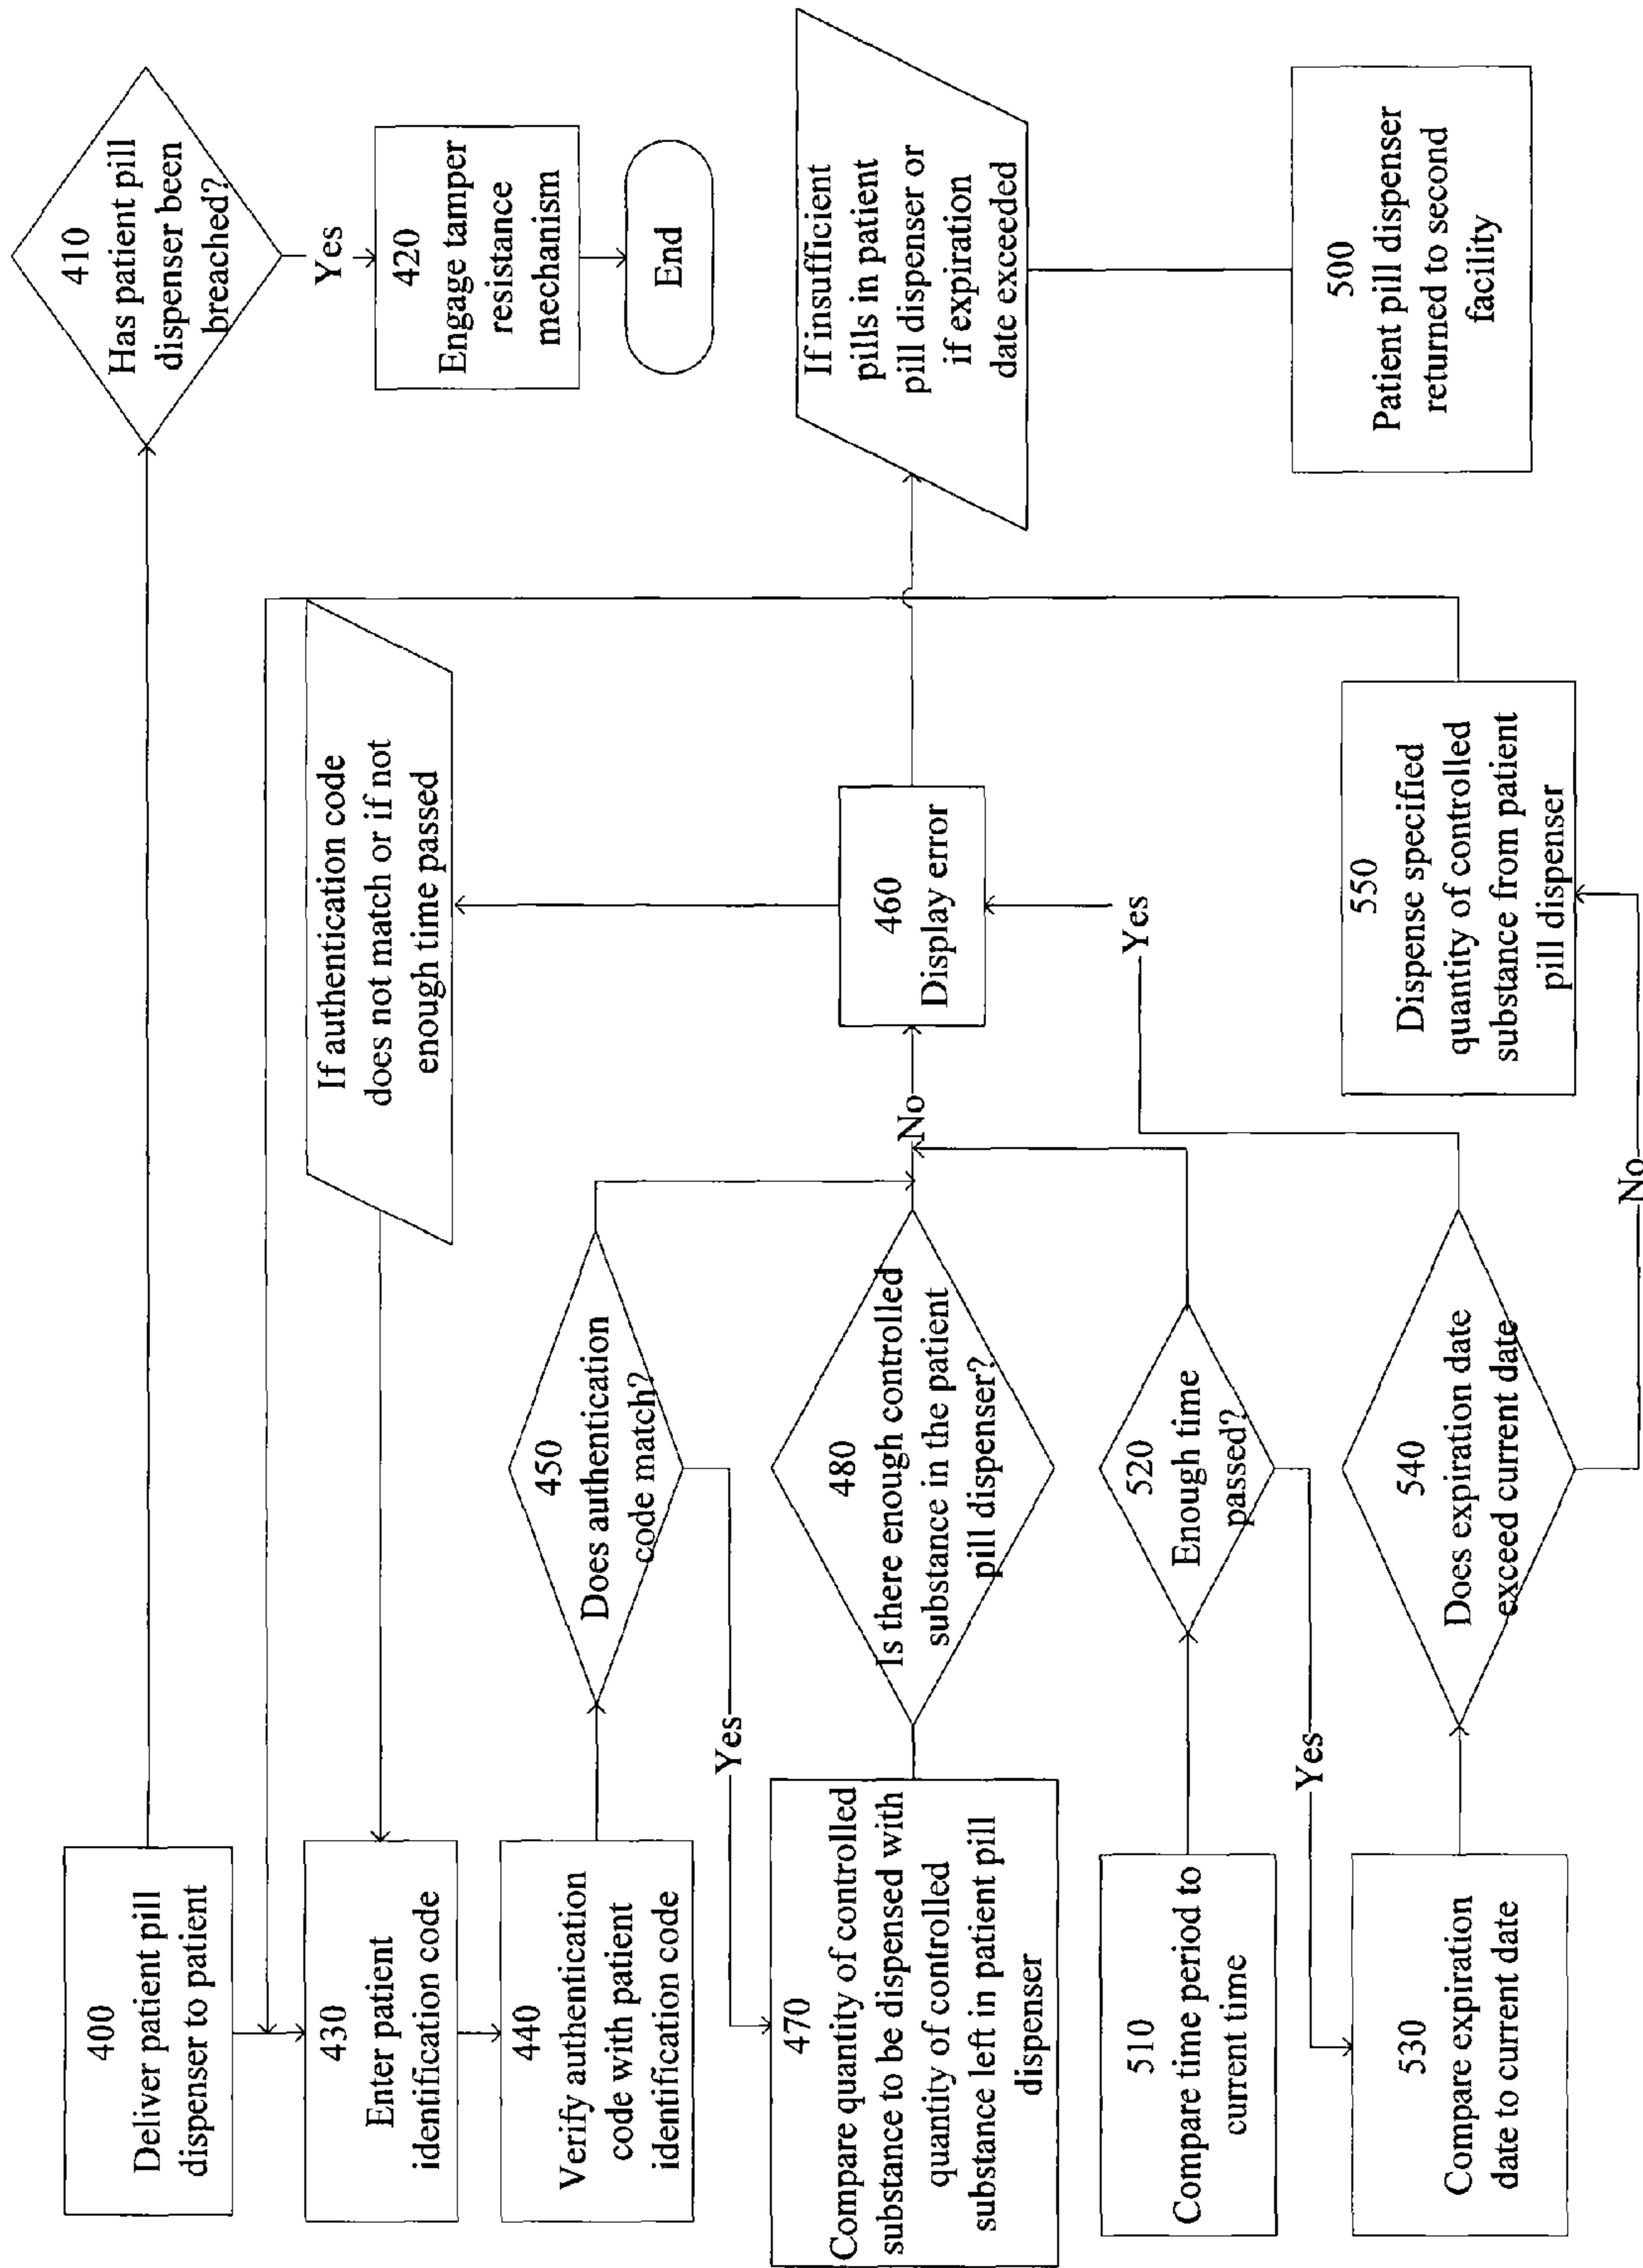 400
Deliver patient pill
dispenser to patient
410
Has patient pill
dispenser been
breached?
Yes
420
Engage tamper
resistance
mechanism
End
430
Enter patient
identification code
If authentication code
does not match or if not
enough time passed
440
Verify authentication
code with patient
identification code
450
Does authentication
code match?
Yes
470
Compare quantity of controlled
substance to be dispensed with
quantity of controlled
substance left in patient pill
dispenser
480
Is there enough controlled
substance in the patient
pill dispenser?
No
460
Display error
If insufficient
pills in patient
pill dispenser or
if expiration
date exceeded
510
Compare time period to
current time
520
Enough time
passed?
Yes
Yes
500
Patient pill dispenser
returned to second
facility
530
Compare expiration
date to current date
540
Does expiration date
exceed current date
No
550
Dispense specified
quantity of controlled
substance from patient
pill dispenser